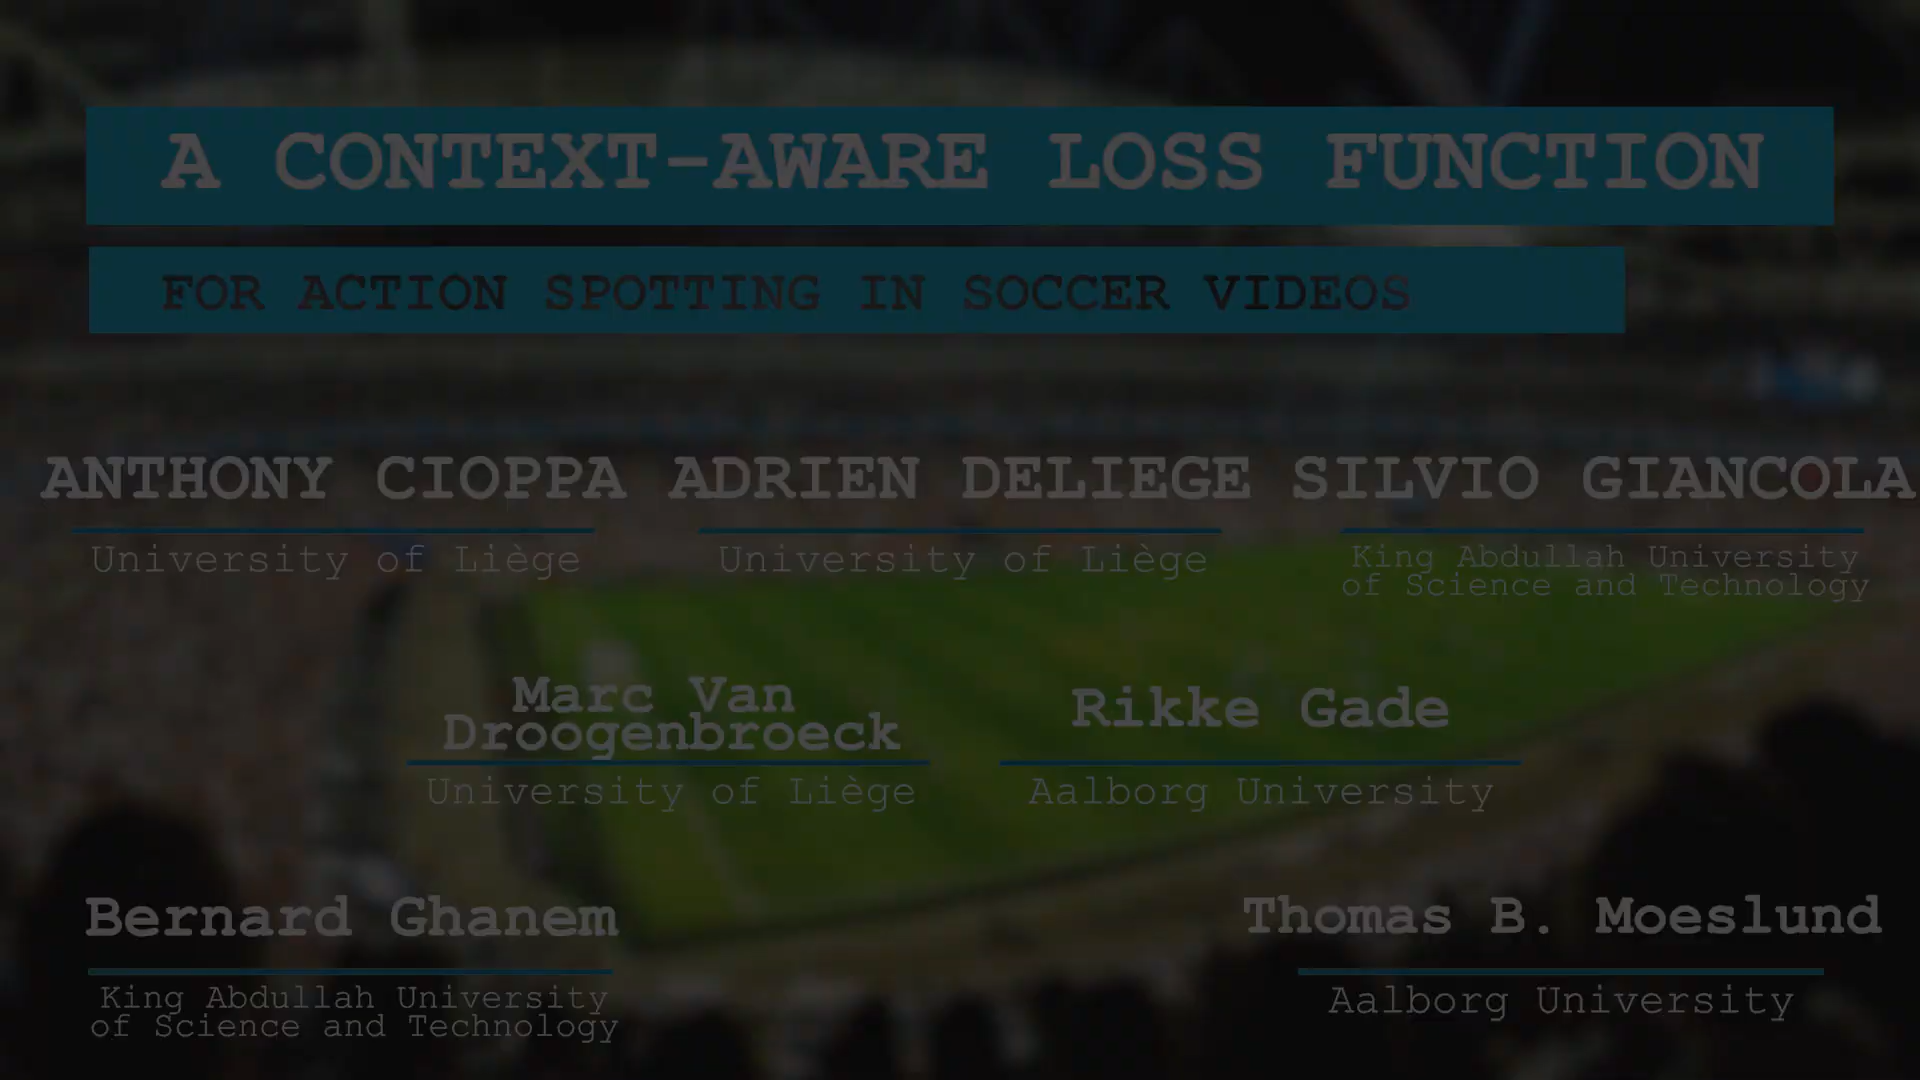 A CONTEXT-AWARE LOSS FUNCTION
FOR ACTION SPOTTING IN SOCCER VIDEOS
ANTHONY CIOPPA ADRIEN DELIEGE SILVIO GIANCOLA
University of Liège
University of Liège
King Abdullah University
of Science and Technology
Marc Van
Droogenbroeck
University of Liège
Rikke Gade
Aalborg University
Bernard Ghanem
King Abdullah University
of Science and Technology
Thomas B. Moeslund
Aalborg University